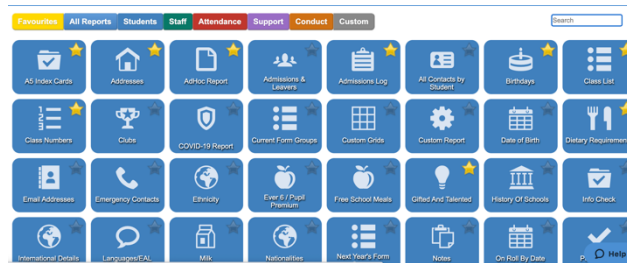 Favourites All Reports Students Staff Attendance Support Conduct Custom Search
A5 Index Cards
Addresses
AdHoc Report
Admissions &
Leavers
Admissions Log
All Contacts by
Student
Birthdays
Class List
Class Numbers
Clubs
COVID-19 Report
Current Form Groups
Custom Grids
Custom Report
Date of Birth
Dietary Requiremen
Email Addresses
Emergency Contacts
Ethnicity
Ever 6 / Pupil
Premium
Free School Meals
Gifted And Talented
History Of Schools
Info Check
International Details
Languages/EAL
Milk
Nationalities
Next Year's Form
Notes
On Roll By Date
Help